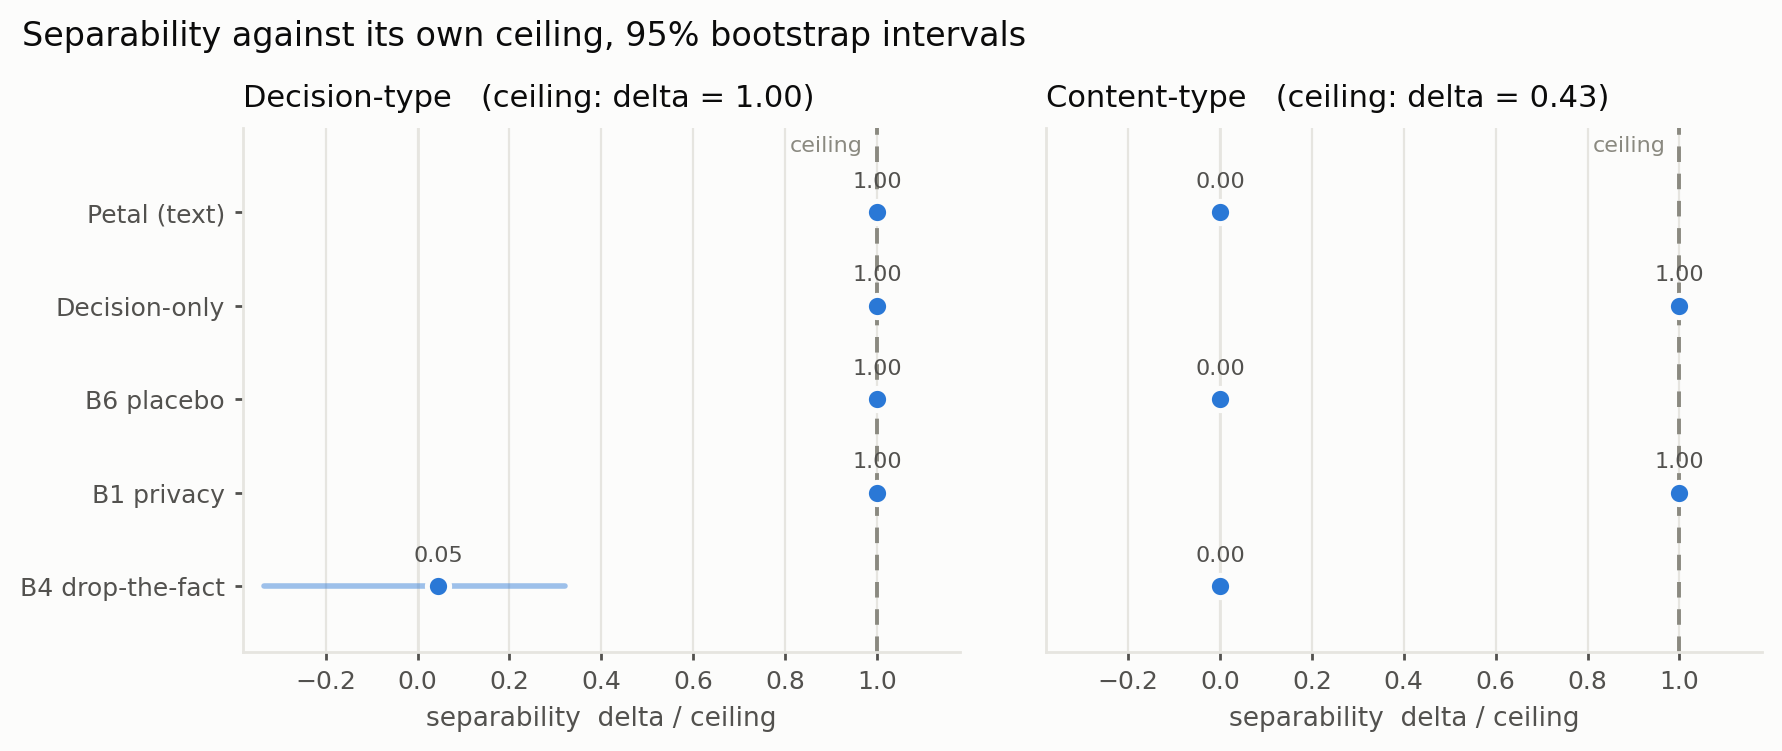 Separability against its own ceiling, 95% bootstrap intervals
Decision-type (ceiling: delta = 1.00)
ceiling
1.00
Petal (text)
1.00
Decision-only
1.00
B6 placebo
1.00
B1 privacy
0.05
B4 drop-the-fact
−0.2 0.0 0.2 0.4 0.6 0.8 1.0
separability delta / ceiling
Content-type (ceiling: delta = 0.43)
ceiling
0.00
1.00
0.00
1.00
0.00
−0.2 0.0 0.2 0.4 0.6 0.8 1.0
separability delta / ceiling